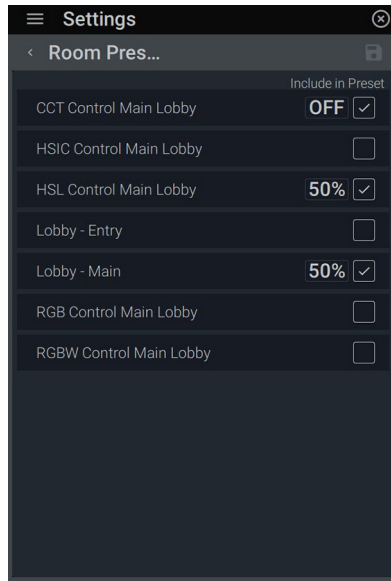 Settings
Room Pres...
Include in Preset
CCT Control Main Lobby OFF
HSIC Control Main Lobby
HSL Control Main Lobby 50%
Lobby - Entry
Lobby - Main 50%
RGB Control Main Lobby
RGBW Control Main Lobby